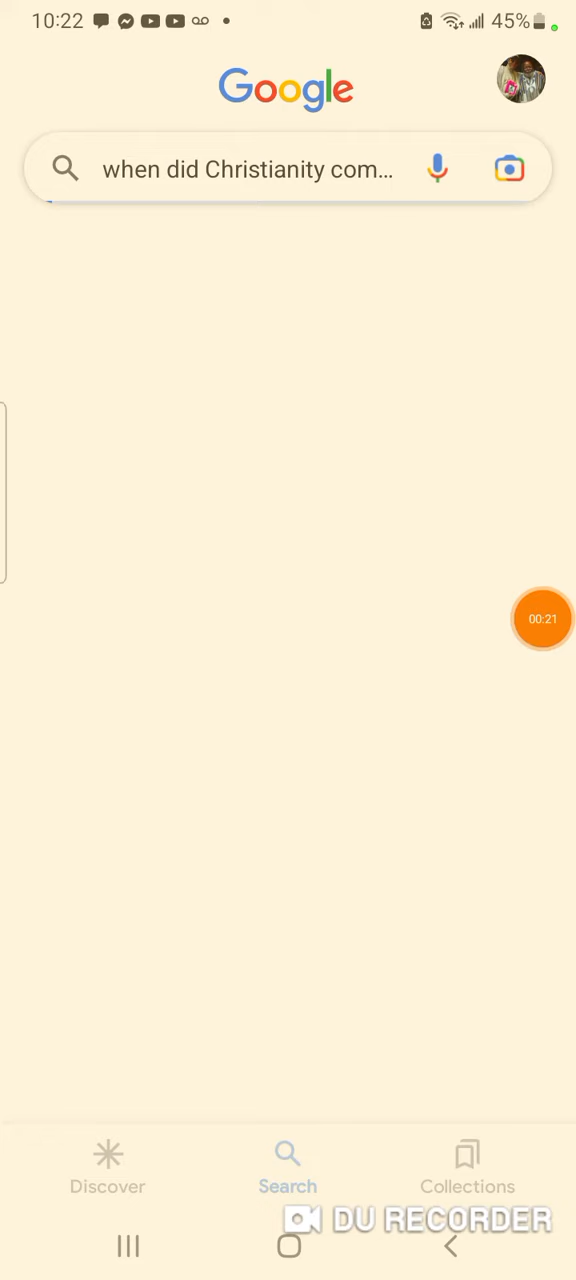 10:22
45%
Google
when did Christianity com...
00:21
Discover
Search
Collections
DU RECORDER